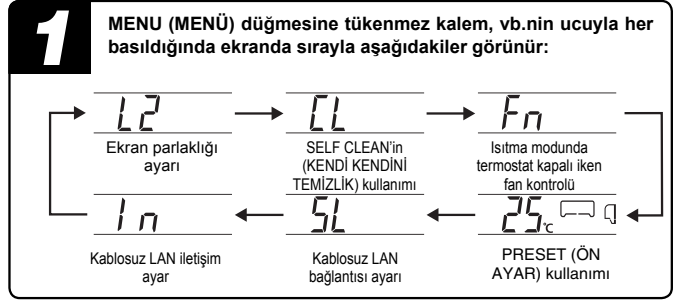 1
MENU (MENÜ) düğmesine tükenmez kalem, vb.nin ucuyla her
basıldığında ekranda sırayla aşağıdakiler görünür:
L2
Ekran parlaklığı
ayarı
CL
SELF CLEAN'in
(KENDİ KENDİNİ
TEMİZLİK) kullanımı
Fn
Isıtma modunda
termostat kapalı iken
fan kontrolü
25°C
PRESET (ÖN
AYAR) kullanımı
SL
Kablosuz LAN
bağlantısı ayarı
In
Kablosuz LAN iletişim
ayar